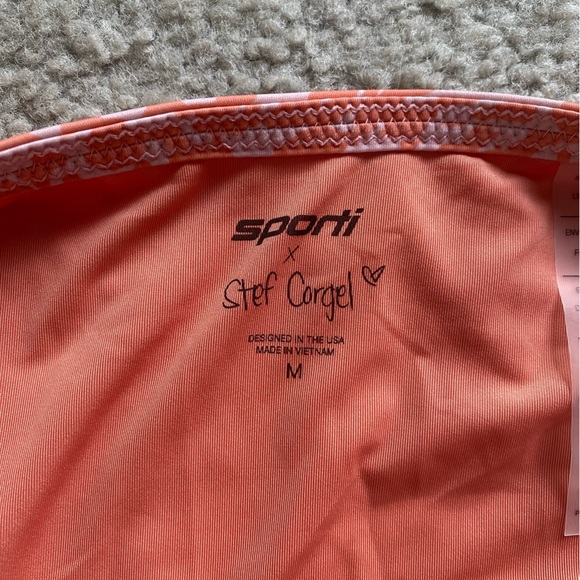 sporti
x
Stef Corgel ♡
DESIGNED IN THE USA
MADE IN VIETNAM
M